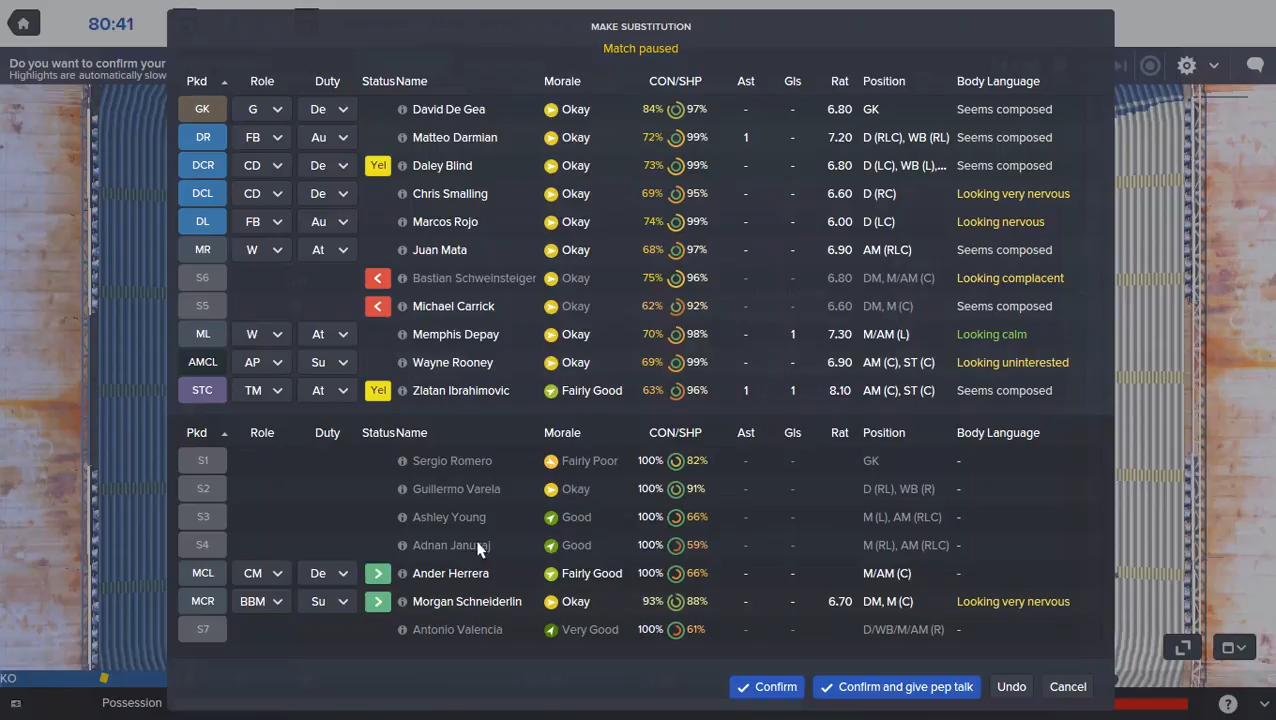 80:41
MAKE SUBSTITUTION
Match paused
Do you want to confirm your
Highlights are automatically slow
Pkd Role Duty Status Name Morale CON/SHP Ast Gls Rat Position Body Language
GK G De David De Gea Okay 84% 97% - - 6.80 GK Seems composed
DR FB Au Matteo Darmian Okay 72% 99% 1 - 7.20 D (RLC), WB (RL) Seems composed
DCR CD De Yel Daley Blind Okay 73% 99% - - 6.80 D (LC), WB (L),... Seems composed
DCL CD De Chris Smalling Okay 69% 95% - - 6.60 D (RC) Looking very nervous
DL FB Au Marcos Rojo Okay 74% 99% - - 6.00 D (LC) Looking nervous
MR W At Juan Mata Okay 68% 97% - - 6.90 AM (RLC) Seems composed
S6 < Bastian Schweinsteiger Okay 75% 96% - - 6.80 DM, M/AM (C) Looking complacent
S5 < Michael Carrick Okay 62% 92% - - 6.60 DM, M (C) Seems composed
ML W At Memphis Depay Okay 70% 98% - 1 7.30 M/AM (L) Looking calm
AMCL AP Su Wayne Rooney Okay 69% 99% - - 6.90 AM (C), ST (C) Looking uninterested
STC TM At Yel Zlatan Ibrahimovic Fairly Good 63% 96% 1 1 8.10 AM (C), ST (C) Seems composed
Pkd Role Duty Status Name Morale CON/SHP Ast Gls Rat Position Body Language
S1 Sergio Romero Fairly Poor 100% 82% - - GK -
S2 Guillermo Varela Okay 100% 91% - - D (RL), WB (R) -
S3 Ashley Young Good 100% 66% - - M (L), AM (RLC) -
S4 Adnan Januzaj Good 100% 59% - - M (RL), AM (RLC) -
MCL CM De > Ander Herrera Fairly Good 100% 66% - - M/AM (C) -
MCR BBM Su > Morgan Schneiderlin Okay 93% 88% - - 6.70 DM, M (C) Looking very nervous
S7 Antonio Valencia Very Good 100% 61% - - D/WB/M/AM (R) -
KO
Confirm Confirm and give pep talk Undo Cancel
Possession
?